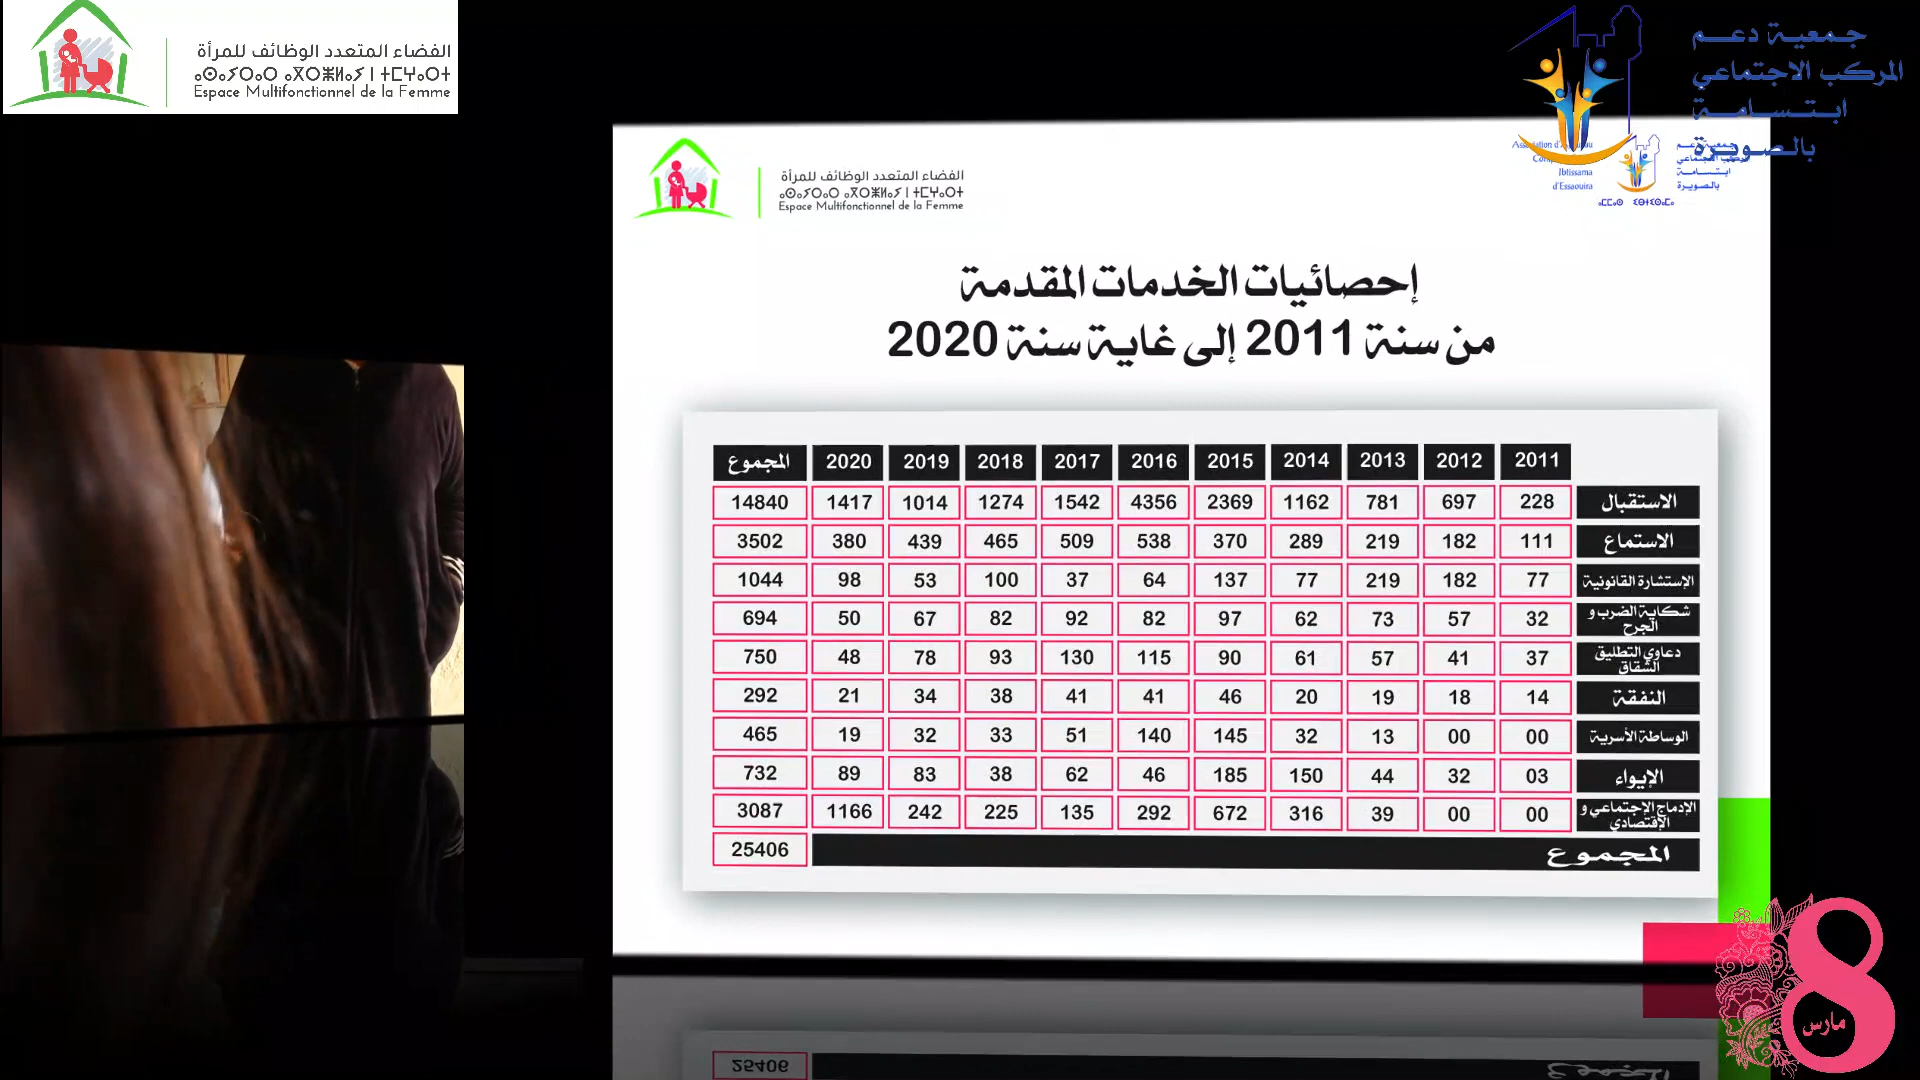 الفضاء المتعدد الوظائف للمرأة
ⴰⵙⴰⵢⵔⴰⵔ ⴰⴳⵔⵣⵍⴰⵢ ⵏ ⵜⵎⵖⴰⵔⵜ
Espace Multifonctionnel de la Femme
جمعية دعم
المركب الاجتماعي
ابتسامة
بالصويرة
الفضاء المتعدد الوظائف للمرأة
Espace Multifonctionnel de la Femme
Ibtissama
d'Essaouira
ابتسامة
بالصويرة
إحصائيات الخدمات المقدمة
من سنة 2011 إلى غاية سنة 2020
2011 2012 2013 2014 2015 2016 2017 2018 2019 2020 المجموع
الاستقبال 228 697 781 1162 2369 4356 1542 1274 1014 1417 14840
الاستماع 111 182 219 289 370 538 509 465 439 380 3502
الإستشارة القانونية 77 182 219 77 137 64 37 100 53 98 1044
شكاية الضرب و الجرح 32 57 73 62 97 82 92 82 67 50 694
دعاوي التطليق الشقاق 37 41 57 61 90 115 130 93 78 48 750
النفقة 14 18 19 20 46 41 41 38 34 21 292
الوساطة الأسرية 00 00 13 32 145 140 51 33 32 19 465
الإيواء 03 32 44 150 185 46 62 38 83 89 732
الإدماج الإجتماعي و الإقتصادي 00 00 39 316 672 292 135 225 242 1166 3087
المجموع 25406
8
مارس